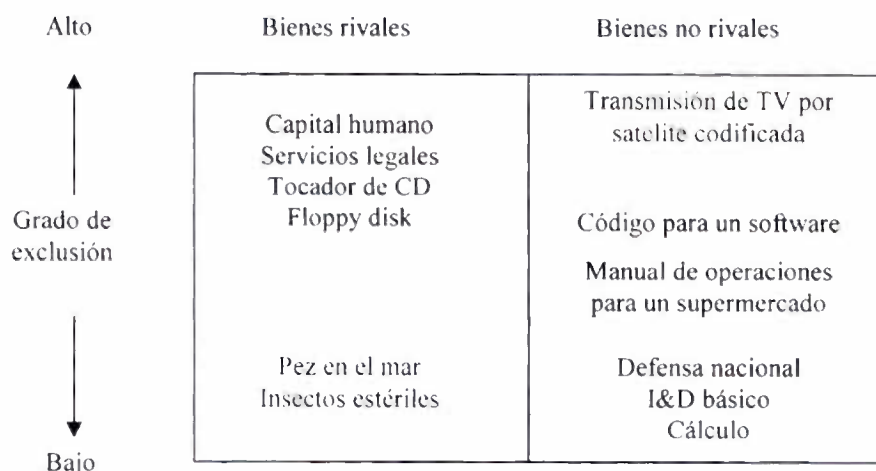 Alto
Bienes rivales
Bienes no rivales
Grado de
exclusión
Bajo
Capital humano
Servicios legales
Tocador de CD
Floppy disk
Pez en el mar
Insectos estériles
Transmisión de TV por
satelite codificada
Código para un software
Manual de operaciones
para un supermercado
Defensa nacional
I&D básico
Cálculo